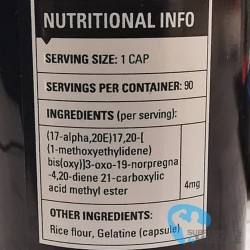 NUTRITIONAL INFO
SERVING SIZE: 1 CAP
SERVINGS PER CONTAINER: 90
INGREDIENTS (per serving):
(17-alpha,20E)17,20-[
(1-methoxyethylidene)
bis(oxy)]3-oxo-19-norpregna
-4,20-diene 21-carboxylic
acid methyl ester 4mg
OTHER INGREDIENTS:
Rice flour, Gelatine (capsule)